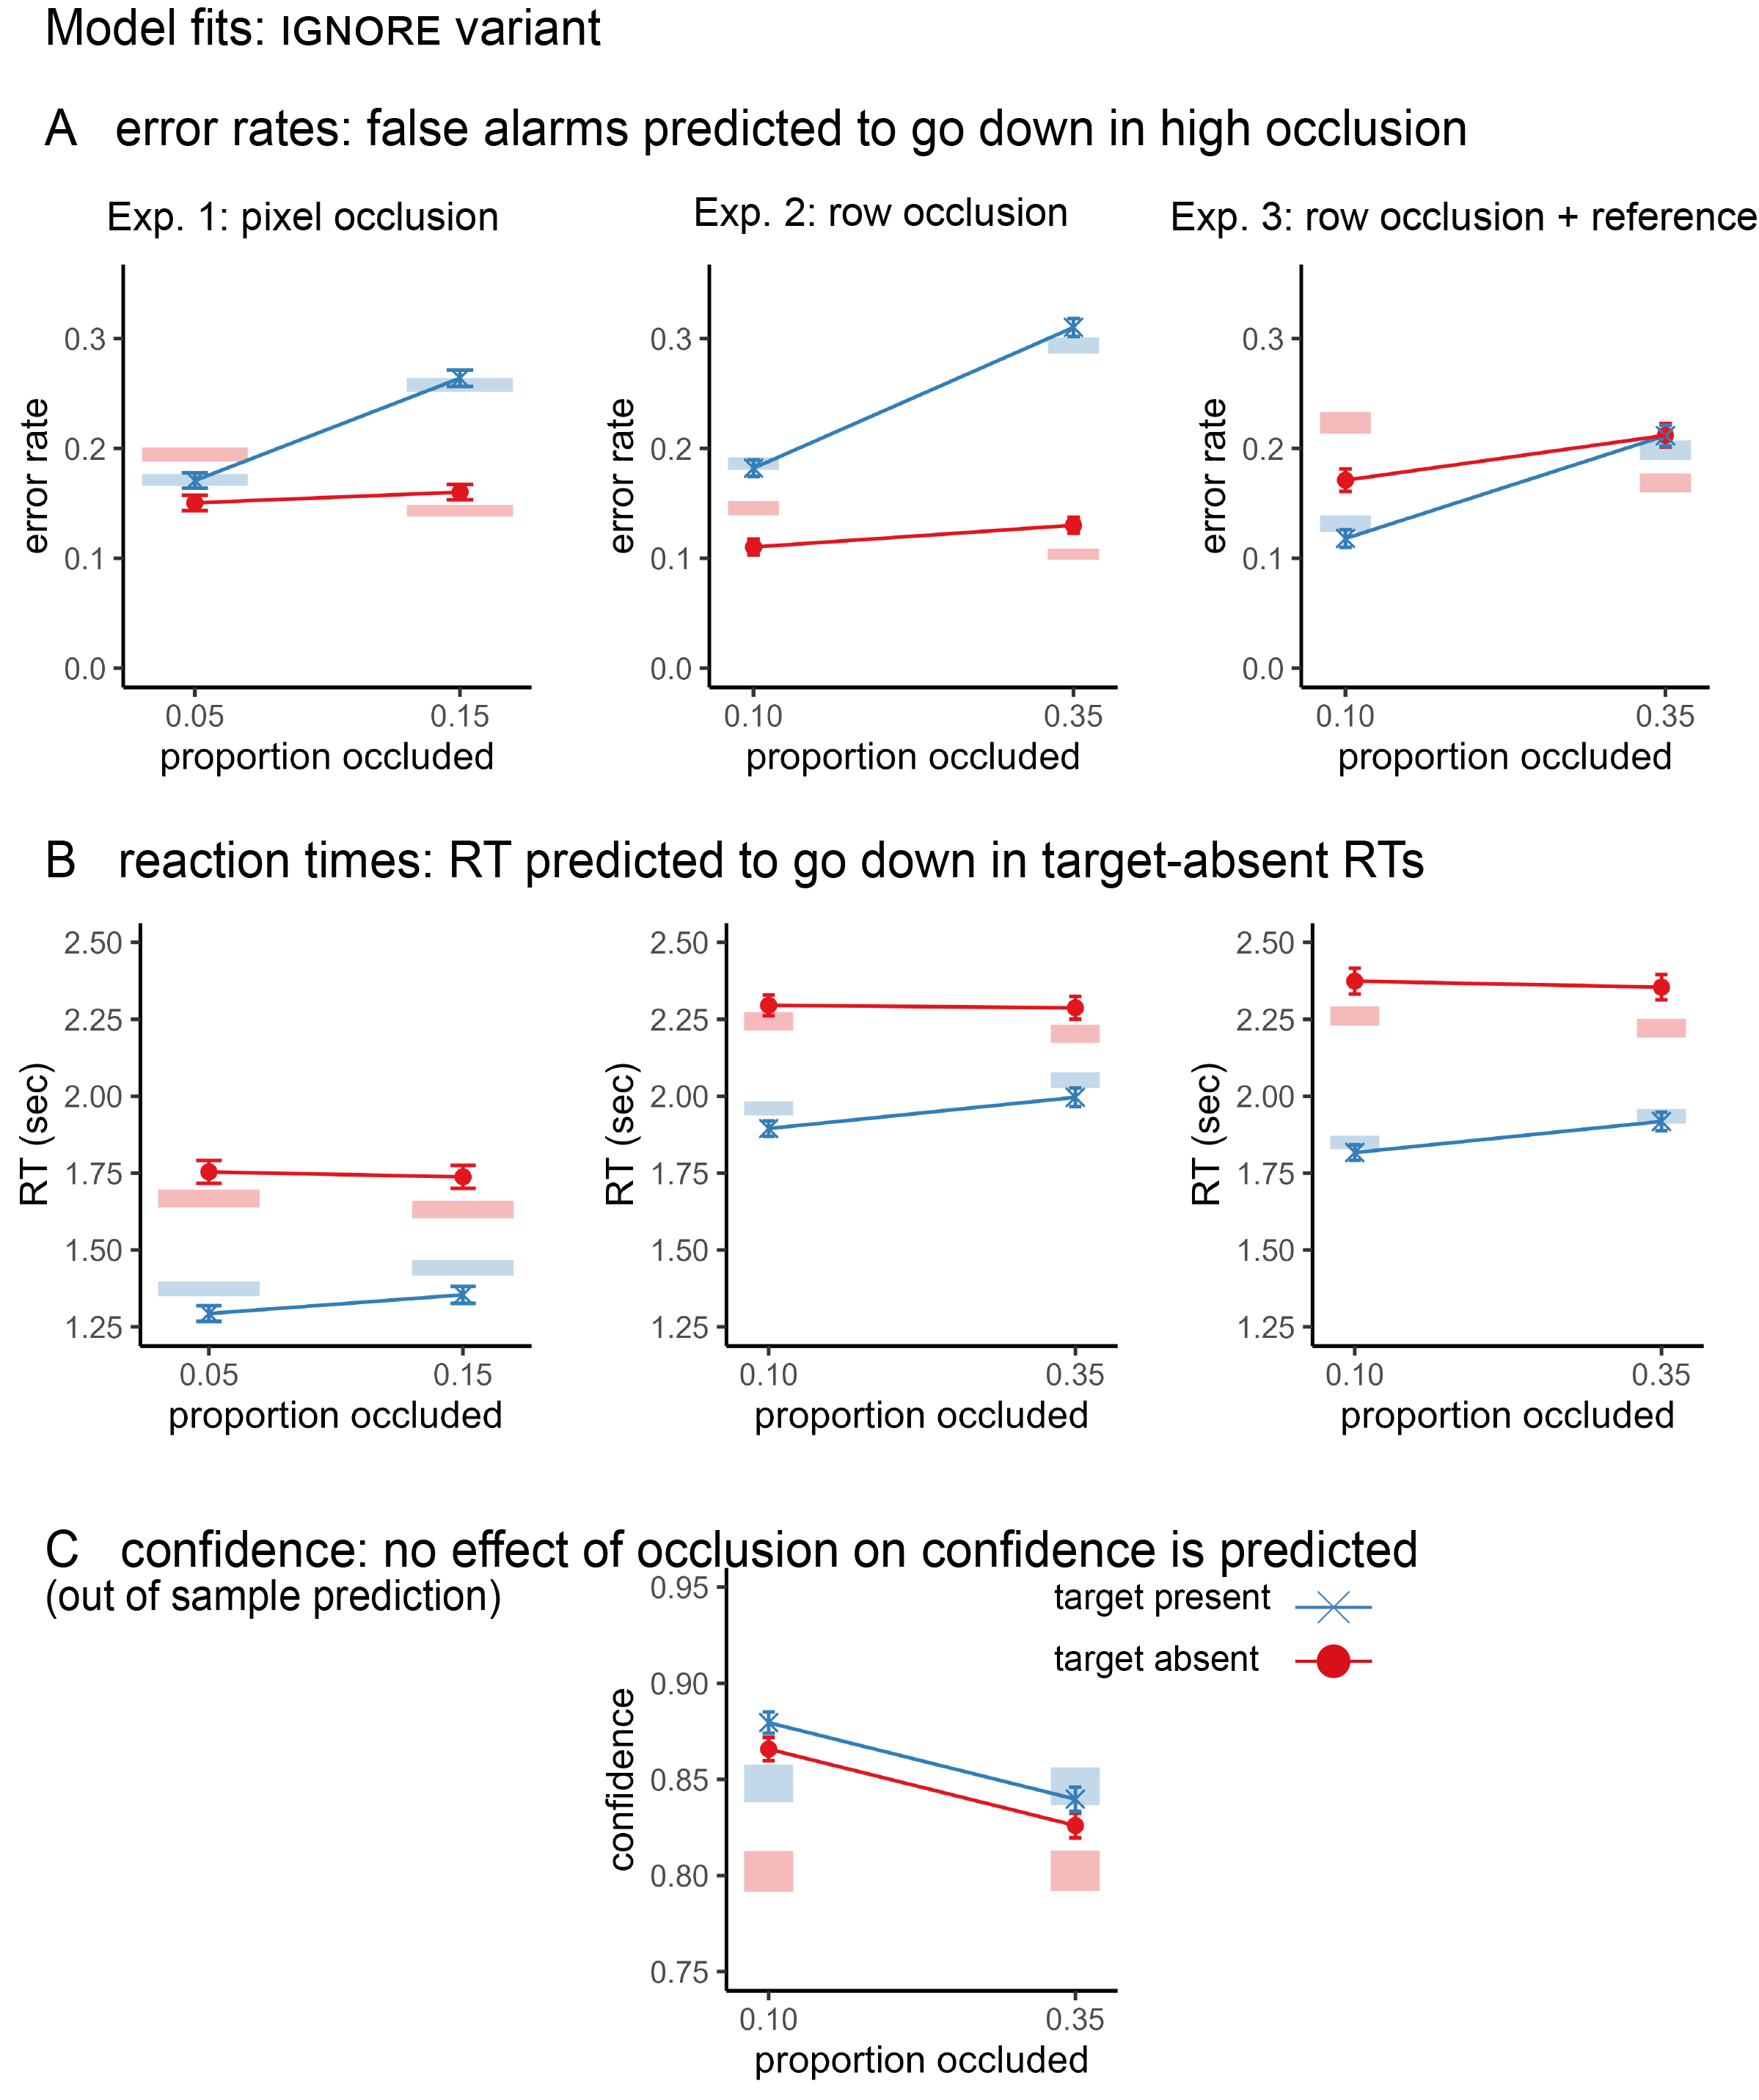 Model fits: IGNORE variant
A error rates: false alarms predicted to go down in high occlusion
Exp. 1: pixel occlusion
Exp. 2: row occlusion
Exp. 3: row occlusion + reference
error rate
0.3
0.2
0.1
0.0
0.05
0.15
proportion occluded
error rate
0.3
0.2
0.1
0.0
0.10
0.35
proportion occluded
error rate
0.3
0.2
0.1
0.0
0.10
0.35
proportion occluded
B reaction times: RT predicted to go down in target-absent RTs
RT (sec)
2.50
2.25
2.00
1.75
1.50
1.25
0.05
0.15
proportion occluded
RT (sec)
2.50
2.25
2.00
1.75
1.50
1.25
0.10
0.35
proportion occluded
RT (sec)
2.50
2.25
2.00
1.75
1.50
1.25
0.10
0.35
proportion occluded
C confidence: no effect of occlusion on confidence is predicted
(out of sample prediction)
confidence
0.95
0.90
0.85
0.80
0.75
0.10
0.35
proportion occluded
target present
target absent